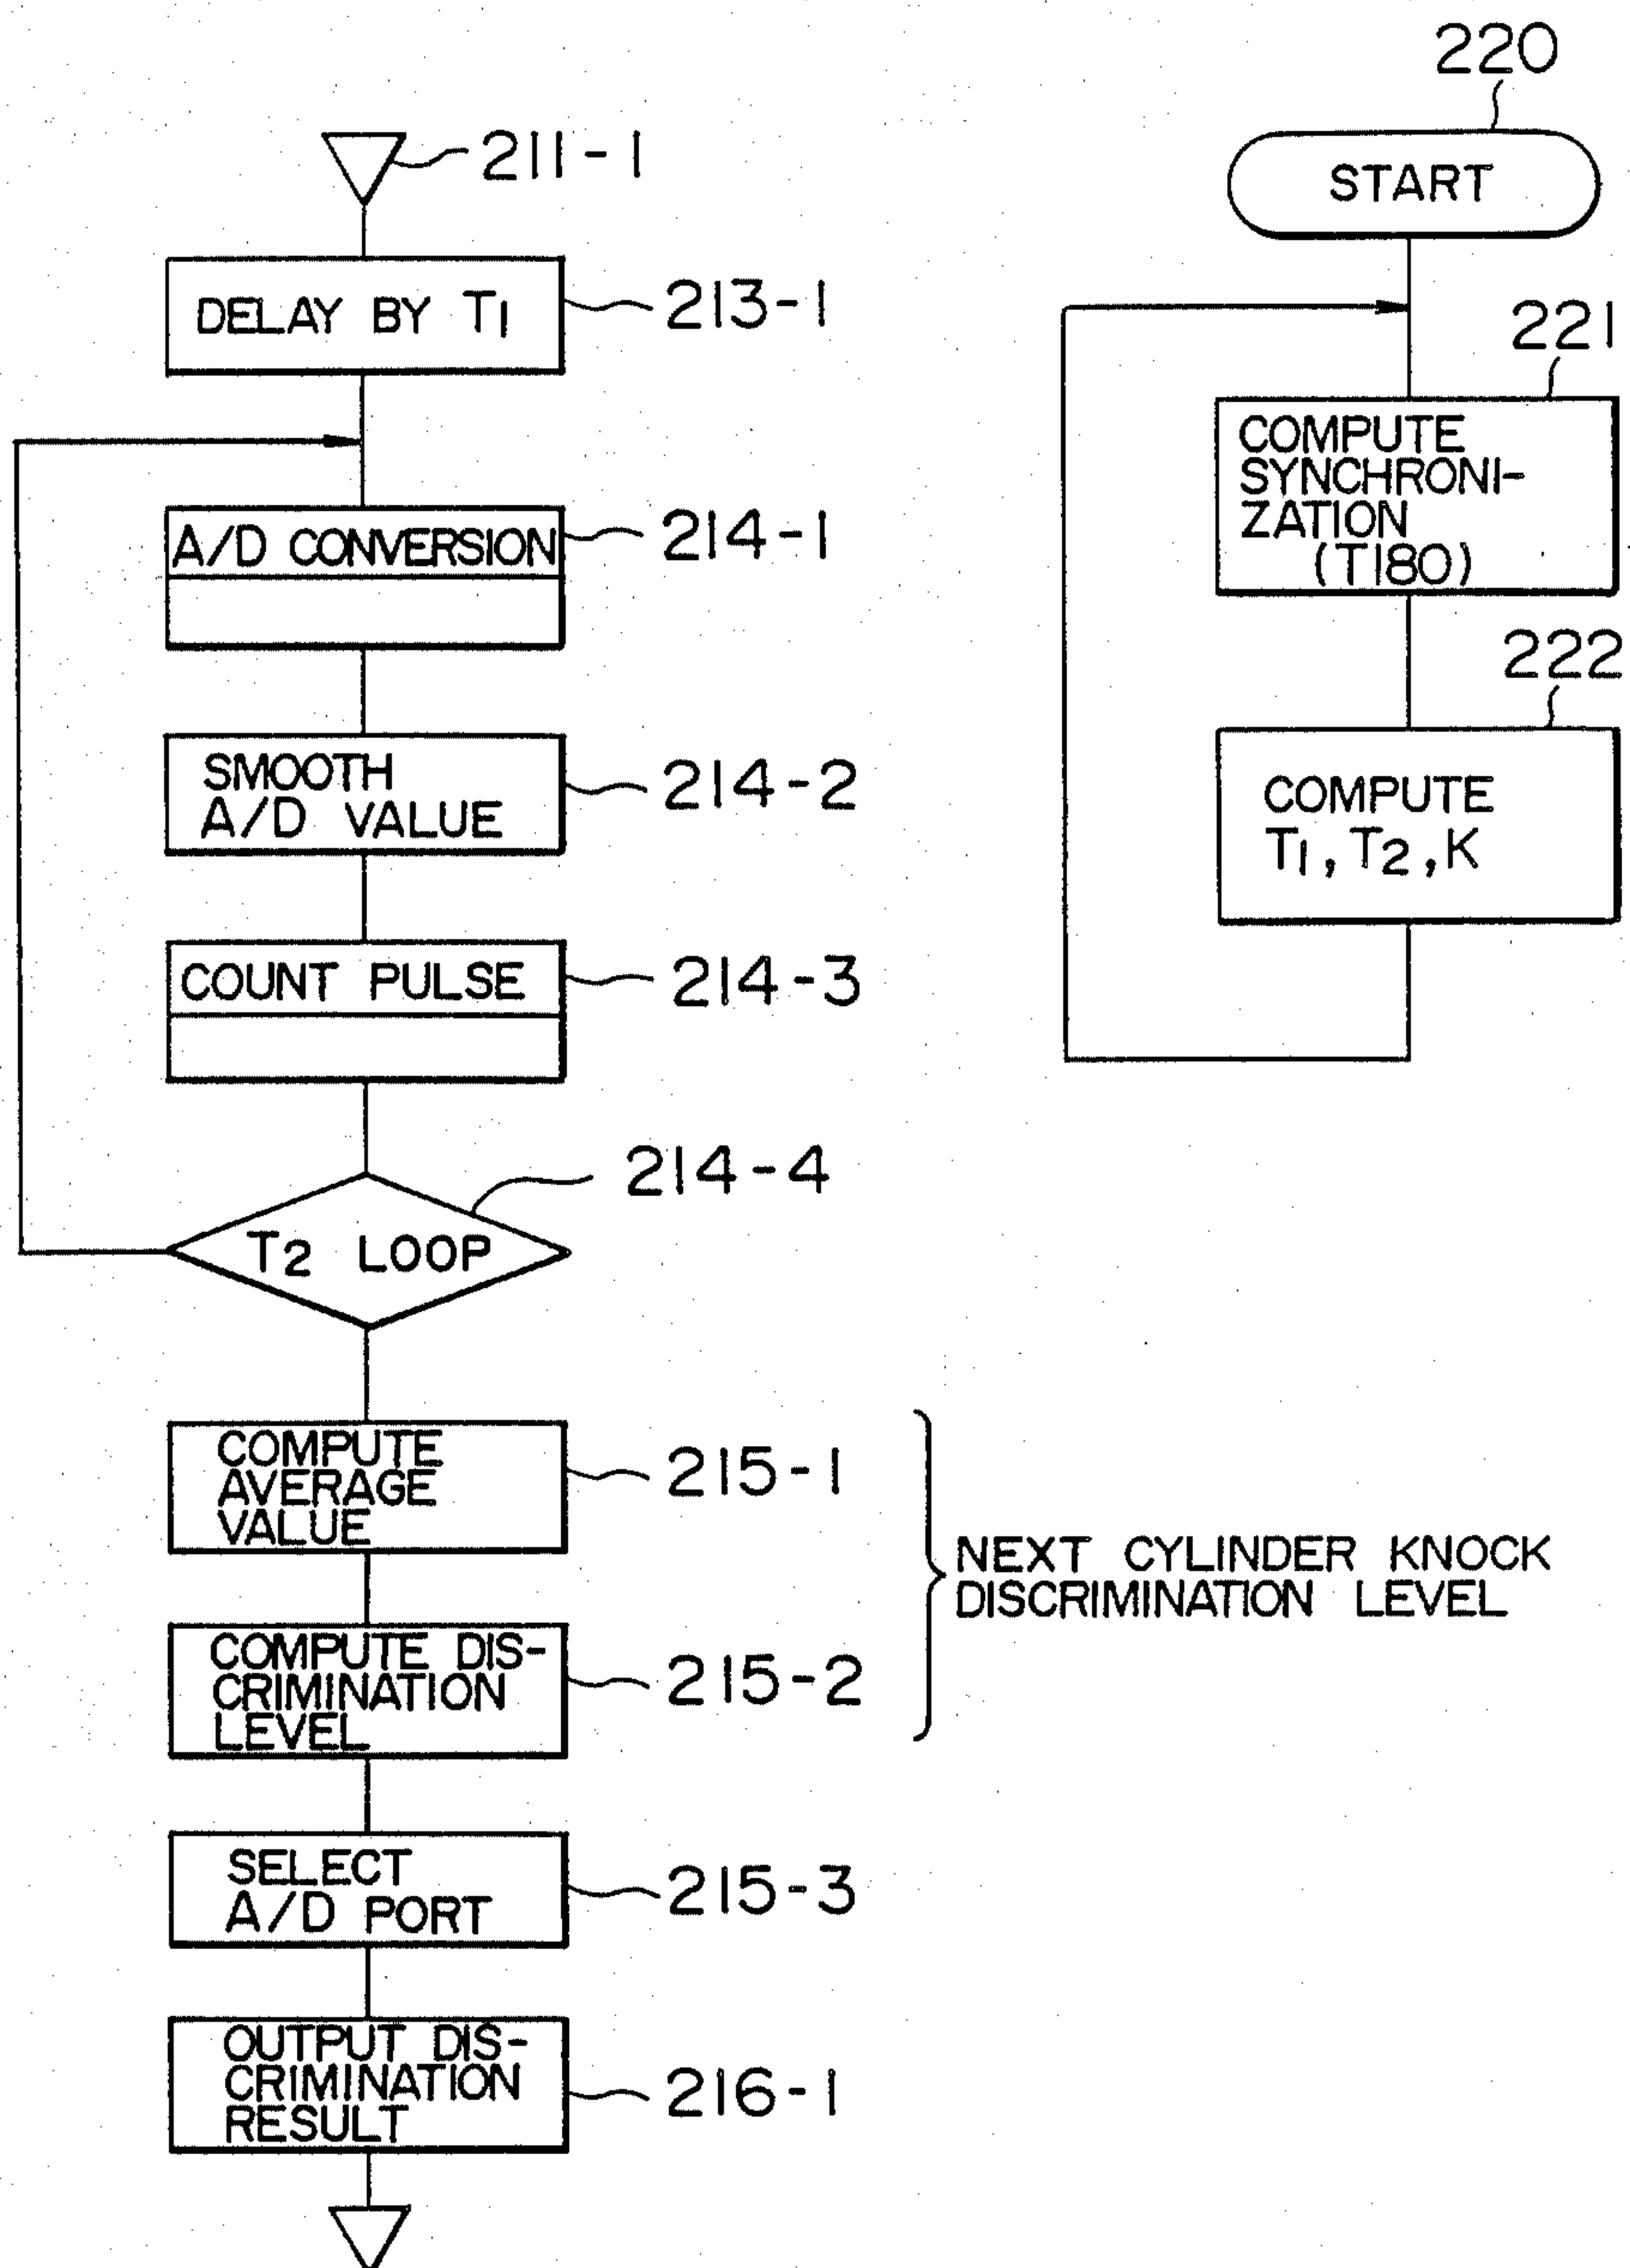 211-1
DELAY BY T1
213-1
A/D CONVERSION
214-1
SMOOTH
A/D VALUE
214-2
COUNT PULSE
214-3
T2 LOOP
214-4
COMPUTE
AVERAGE
VALUE
215-1
COMPUTE DIS-
CRIMINATION
LEVEL
215-2
NEXT CYLINDER KNOCK
DISCRIMINATION LEVEL
SELECT
A/D PORT
215-3
OUTPUT DIS-
CRIMINATION
RESULT
216-1
220
START
221
COMPUTE
SYNCHRONI-
ZATION
(T180)
222
COMPUTE
T1, T2, K